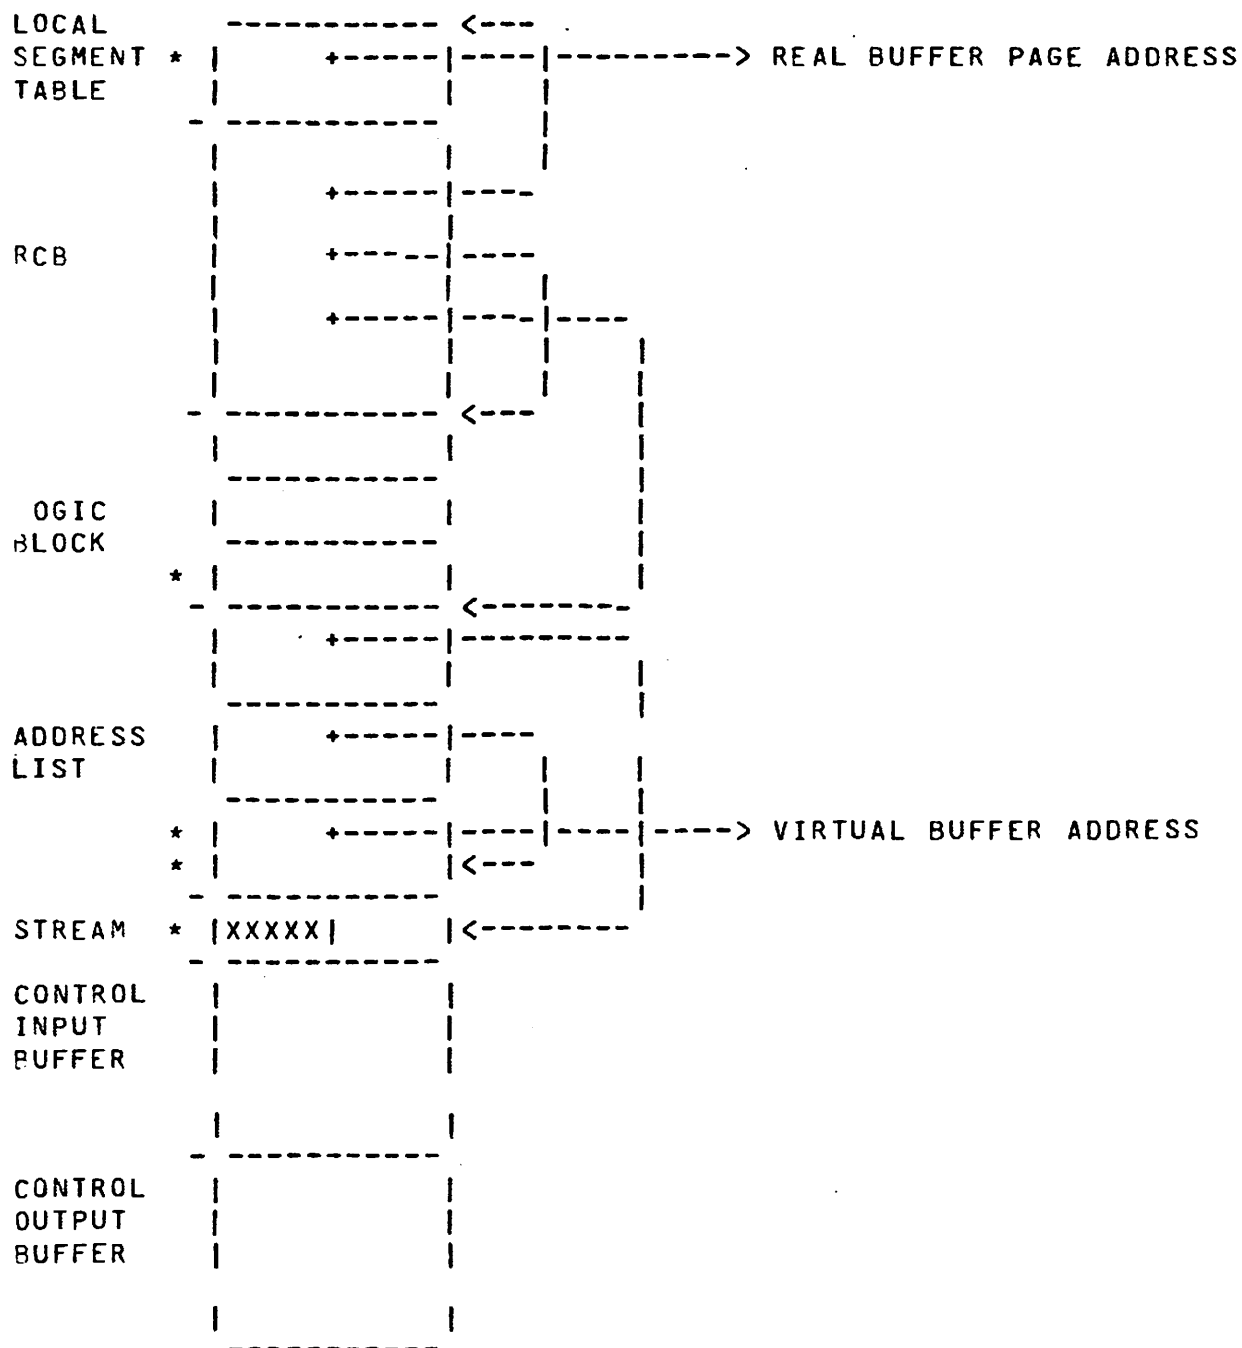 LOCAL
SEGMENT * REAL BUFFER PAGE ADDRESS
TABLE
RCB
OGIC
BLOCK
*
ADDRESS
LIST
* VIRTUAL BUFFER ADDRESS
*
STREAM * |XXXXX|
CONTROL
INPUT
BUFFER
CONTROL
OUTPUT
BUFFER